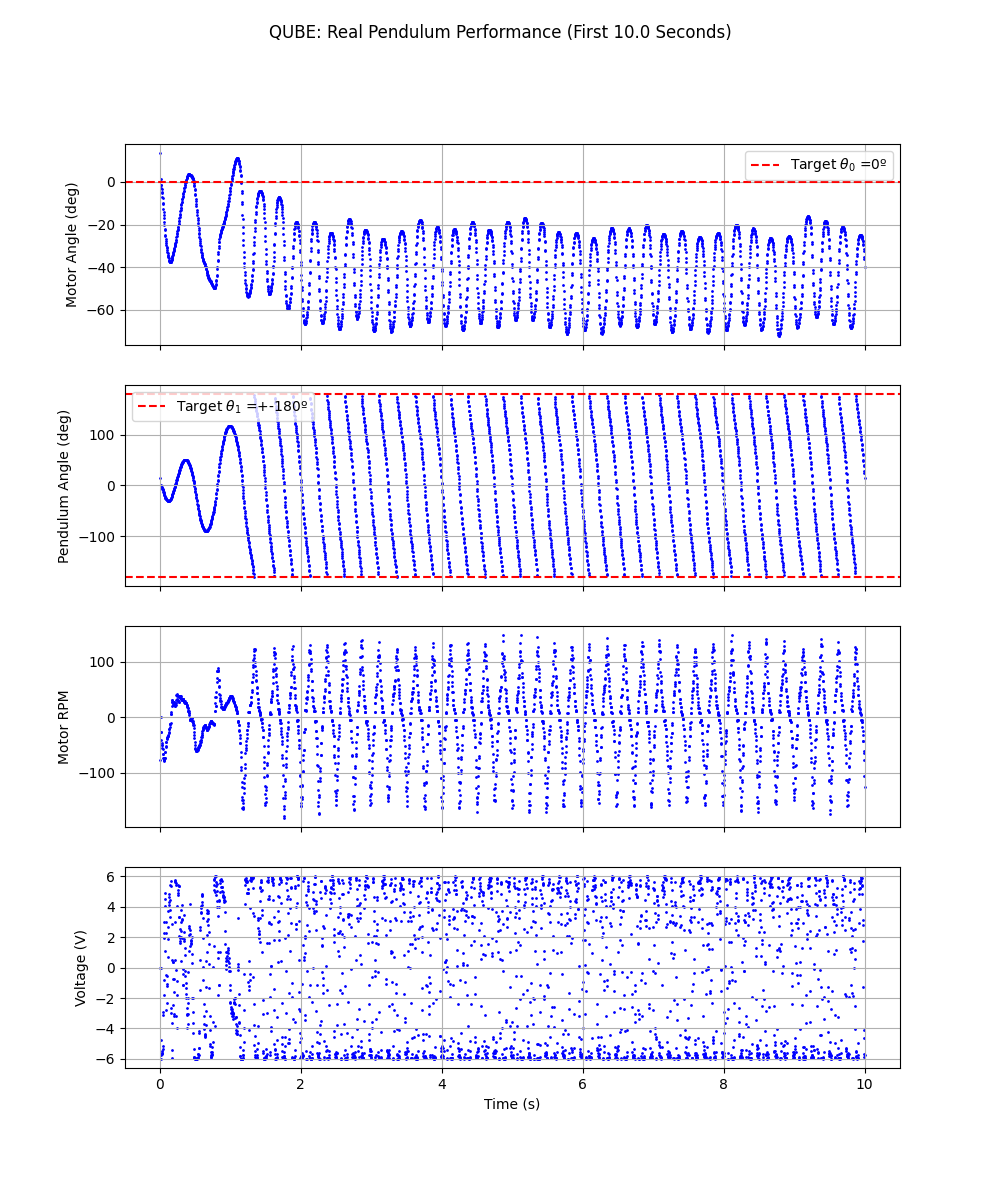 QUBE: Real Pendulum Performance (First 10.0 Seconds)
Motor Angle (deg)
0
−20
−40
−60
Target θ0 =0º
Pendulum Angle (deg)
100
0
−100
Target θ1 =+-180º
Motor RPM
100
0
−100
Voltage (V)
6
4
2
0
−2
−4
−6
0 2 4 6 8 10
Time (s)